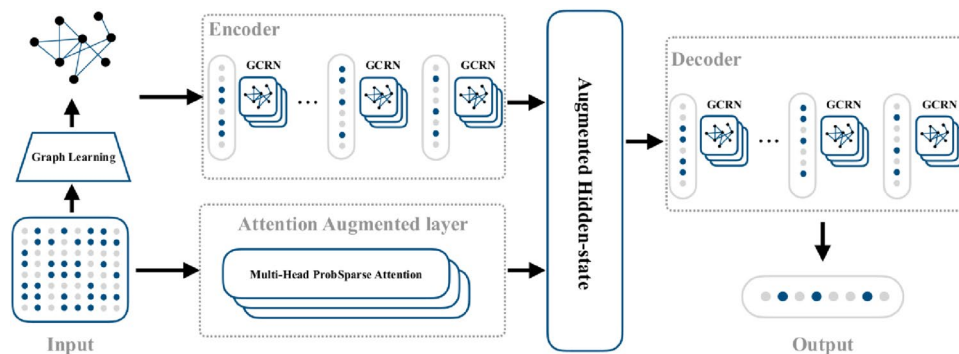 Encoder
GCRN
...
GCRN
GCRN
Graph Learning
Attention Augmented layer
Multi-Head ProbSparse Attention
Input
Augmented Hidden-state
Decoder
GCRN
...
GCRN
GCRN
Output